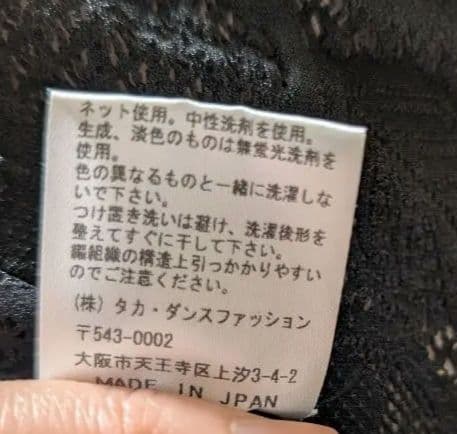 ネット使用。中性洗剤を使用。
生成、淡色のものは無蛍光洗剤を
使用。
色の異なるものと一緒に洗濯しな
いで下さい。
つけ置き洗いは避け、洗濯後形を
整えてすぐに干して下さい。
編組織の構造上引っかかりやすい
のでご注意ください。
(株) タカ・ダンスファッション
〒543-0002
大阪市天王寺区上汐3-4-2
MADE IN JAPAN